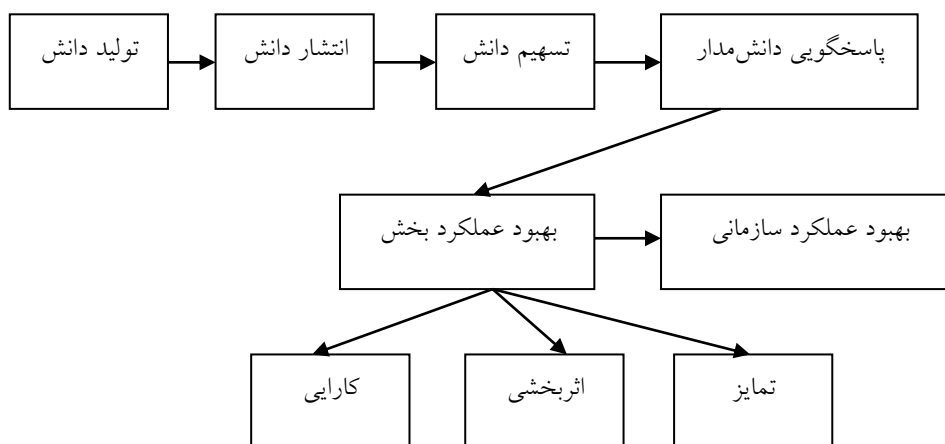 تولید دانش
انتشار دانش
تسهیم دانش
پاسخگویی دانش‌مدار
بهبود عملکرد بخش
بهبود عملکرد سازمانی
کارایی
اثربخشی
تمایز